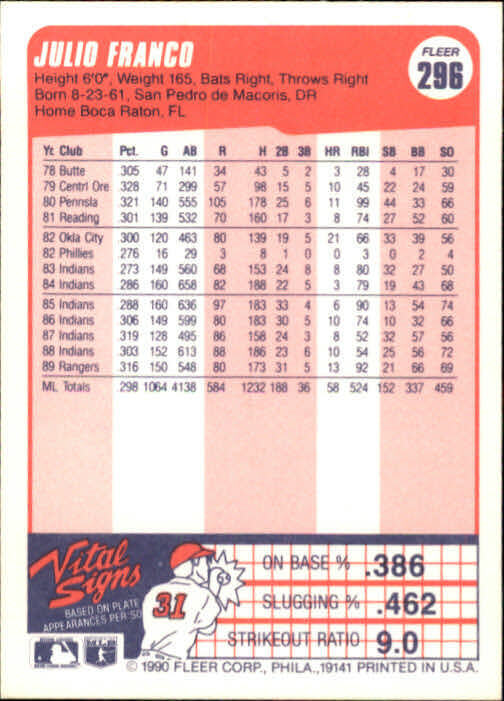 JULIO FRANCO
FLEER
296
Height 6'0", Weight 165, Bats Right, Throws Right
Born 8-23-61, San Pedro de Macoris, DR
Home Boca Raton, FL
Yr. Club Pct. G AB R H 2B 3B HR RBI SB BB SO
78 Butte .305 47 141 34 43 5 2 3 28 4 17 30
79 Centrl Ore .328 71 299 57 98 15 5 10 45 22 24 59
80 Pennsla .321 140 555 105 178 25 6 11 99 44 33 66
81 Reading .301 139 532 70 160 17 3 8 74 27 52 60
82 Okla City .300 120 463 80 139 19 5 21 66 33 39 56
82 Phillies .276 16 29 3 8 1 0 0 3 0 2 4
83 Indians .273 149 560 68 153 24 8 8 80 32 27 50
84 Indians .286 160 658 82 188 22 5 3 79 19 43 68
85 Indians .288 160 636 97 183 33 4 6 90 13 54 74
86 Indians .306 149 599 80 183 30 5 10 74 10 32 66
87 Indians .319 128 495 86 158 24 3 8 52 32 57 56
88 Indians .303 152 613 88 186 23 6 10 54 25 56 72
89 Rangers .316 150 548 80 173 31 5 13 92 21 66 69
ML Totals .298 1064 4138 584 1232 188 36 58 524 152 337 459
Vital Signs
BASED ON PLATE
APPEARANCES PER SO
31
ON BASE % .386
SLUGGING % .462
STRIKEOUT RATIO 9.0
© 1990 FLEER CORP., PHILA., 19141 PRINTED IN U.S.A.